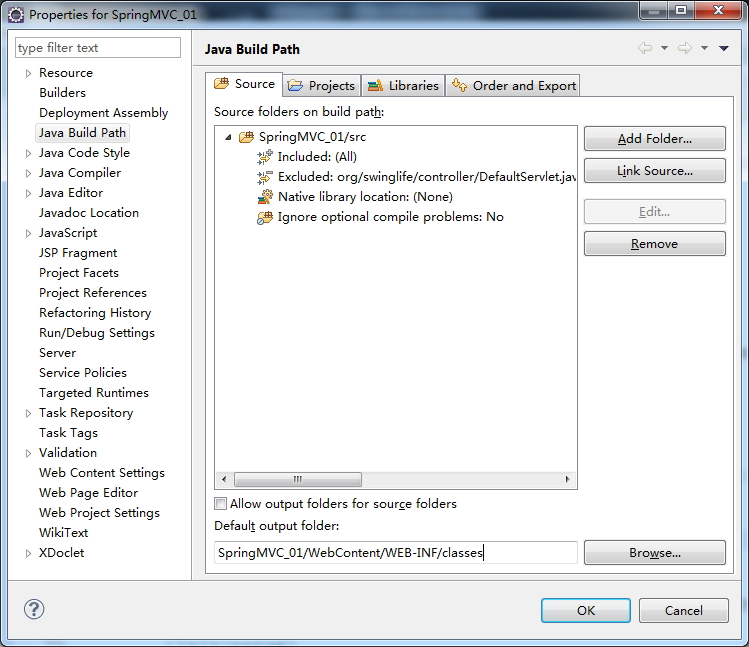 Properties for SpringMVC_01
type filter text
Resource
Builders
Deployment Assembly
Java Build Path
Java Code Style
Java Compiler
Java Editor
Javadoc Location
JavaScript
JSP Fragment
Project Facets
Project References
Refactoring History
Run/Debug Settings
Server
Service Policies
Targeted Runtimes
Task Repository
Task Tags
Validation
Web Content Settings
Web Page Editor
Web Project Settings
WikiText
XDoclet
Java Build Path
Source Projects Libraries Order and Export
Source folders on build path:
SpringMVC_01/src
Included: (All)
Excluded: org/swinglife/controller/DefaultServlet.jav
Native library location: (None)
Ignore optional compile problems: No
Add Folder...
Link Source...
Edit...
Remove
Allow output folders for source folders
Default output folder:
SpringMVC_01/WebContent/WEB-INF/classes
Browse...
OK Cancel